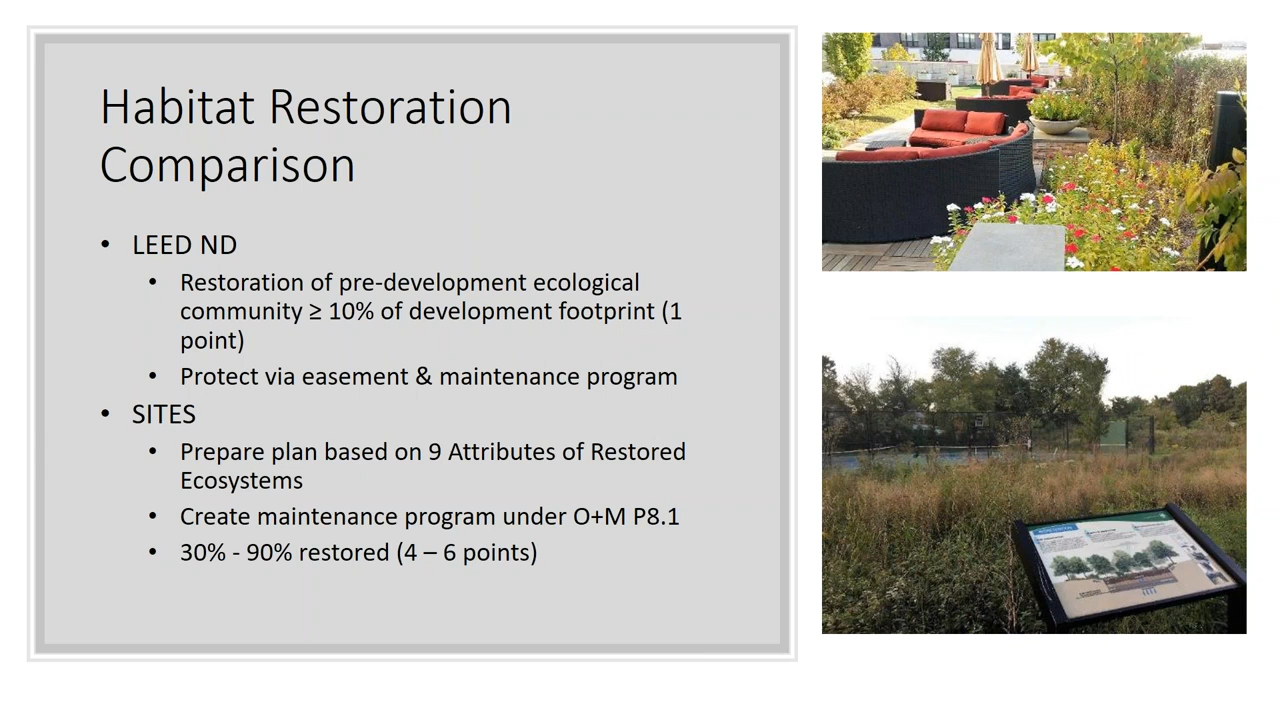 Habitat Restoration
Comparison
• LEED ND
• Restoration of pre-development ecological
community ≥ 10% of development footprint (1
point)
• Protect via easement & maintenance program
• SITES
• Prepare plan based on 9 Attributes of Restored
Ecosystems
• Create maintenance program under O+M P8.1
• 30% - 90% restored (4 – 6 points)